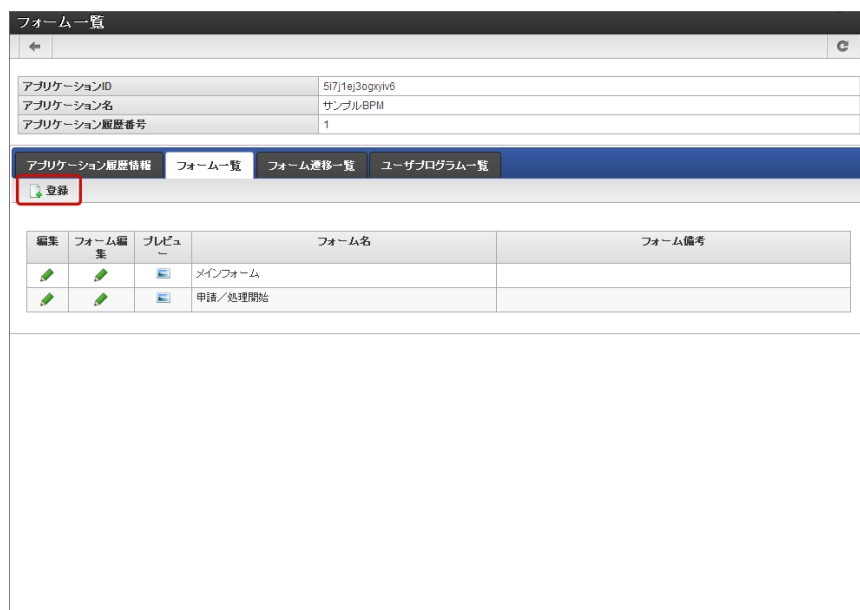 フォーム一覧
アプリケーションID 5i7j1ej3ogxyiv6
アプリケーション名 サンプルBPM
アプリケーション履歴番号 1
アプリケーション履歴情報 フォーム一覧 フォーム遷移一覧 ユーザプログラム一覧
登録
編集 フォーム編集 プレビュー フォーム名 フォーム備考
メインフォーム
申請／処理開始